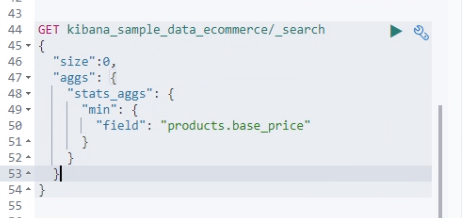 43
44 GET kibana_sample_data_ecommerce/_search
45 {
46 "size":0,
47 "aggs": {
48 "stats_aggs": {
49 "min": {
50 "field": "products.base_price"
51 }
52 }
53 }
54 }
55